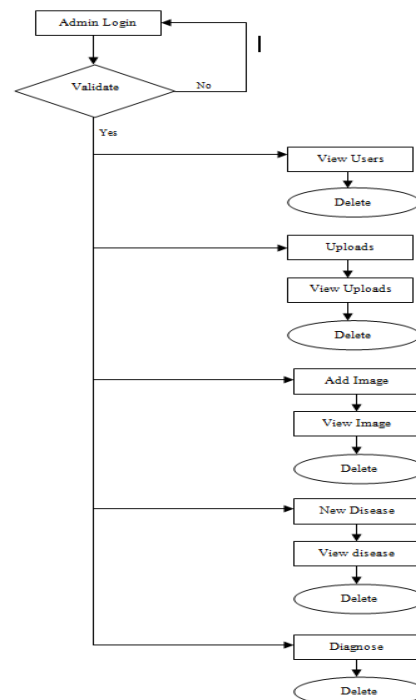 Admin Login
Validate
No
Yes
View Users
Delete
Uploads
View Uploads
Delete
Add Image
View Image
Delete
New Disease
View disease
Delete
Diagnose
Delete